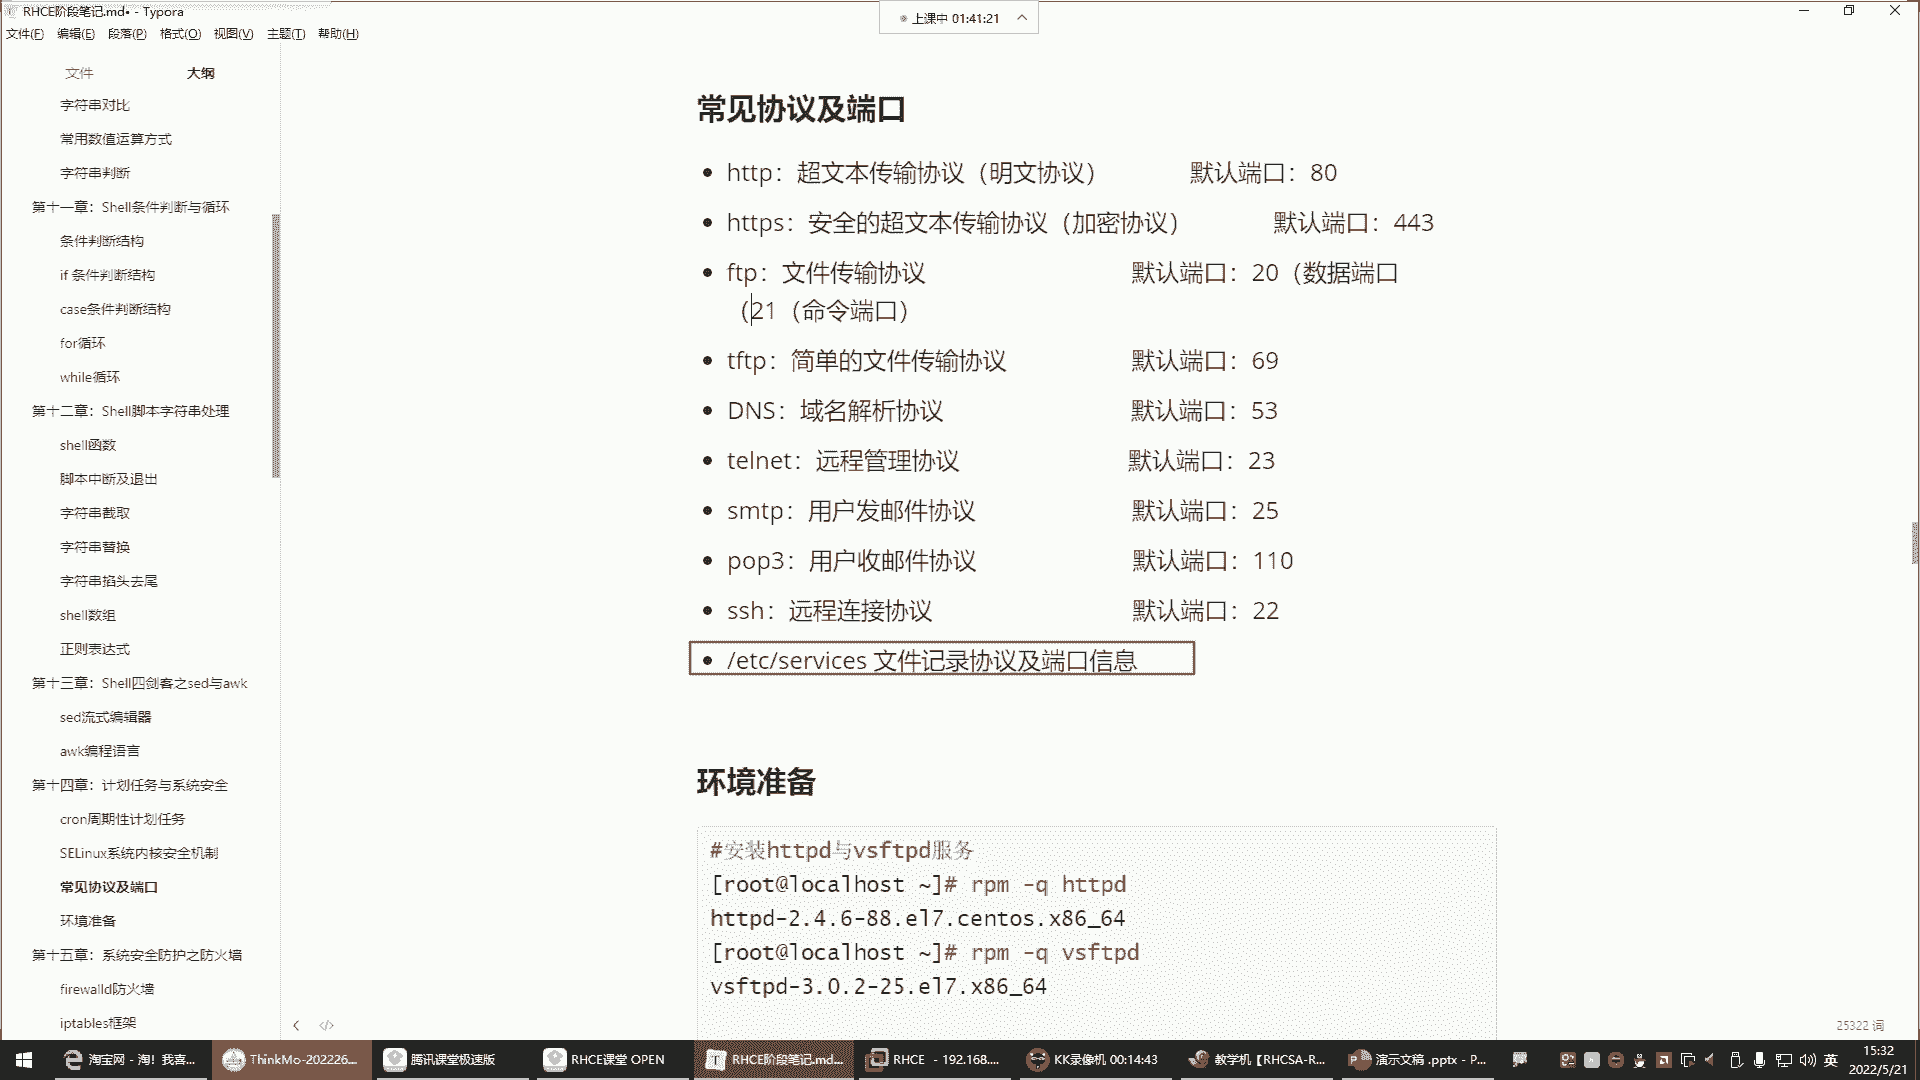 RHCE阶段笔记.md• - Typora
上课中 01:41:21
文件(F) 编辑(E) 段落(P) 格式(O) 视图(V) 主题(T) 帮助(H)
文件 大纲
字符串对比
常用数值运算方式
字符串判断
第十一章：Shell条件判断与循环
条件判断结构
if 条件判断结构
case条件判断结构
for循环
while循环
第十二章：Shell脚本字符串处理
shell函数
脚本中断及退出
字符串截取
字符串替换
字符串掐头去尾
shell数组
正则表达式
第十三章：Shell四剑客之sed与awk
sed流式编辑器
awk编程语言
第十四章：计划任务与系统安全
cron周期性计划任务
SELinux系统内核安全机制
常见协议及端口
环境准备
第十五章：系统安全防护之防火墙
firewalld防火墙
iptables框架
常见协议及端口
http：超文本传输协议（明文协议） 默认端口：80
https：安全的超文本传输协议（加密协议） 默认端口：443
ftp：文件传输协议 默认端口：20（数据端口
（21（命令端口）
tftp：简单的文件传输协议 默认端口：69
DNS：域名解析协议 默认端口：53
telnet：远程管理协议 默认端口：23
smtp：用户发邮件协议 默认端口：25
pop3：用户收邮件协议 默认端口：110
ssh：远程连接协议 默认端口：22
/etc/services 文件记录协议及端口信息
环境准备
#安装httpd与vsftpd服务
[root@localhost ~]# rpm -q httpd
httpd-2.4.6-88.el7.centos.x86_64
[root@localhost ~]# rpm -q vsftpd
vsftpd-3.0.2-25.el7.x86_64
25322 词
淘宝网 - 淘！我喜... ThinkMo-202226... 腾讯课堂极速版 RHCE课堂 OPEN RHCE阶段笔记.md... RHCE - 192.168.... KK录像机 00:14:43 教学机【RHCSA-R... 演示文稿 .pptx - P... 英
15:32
2022/5/21